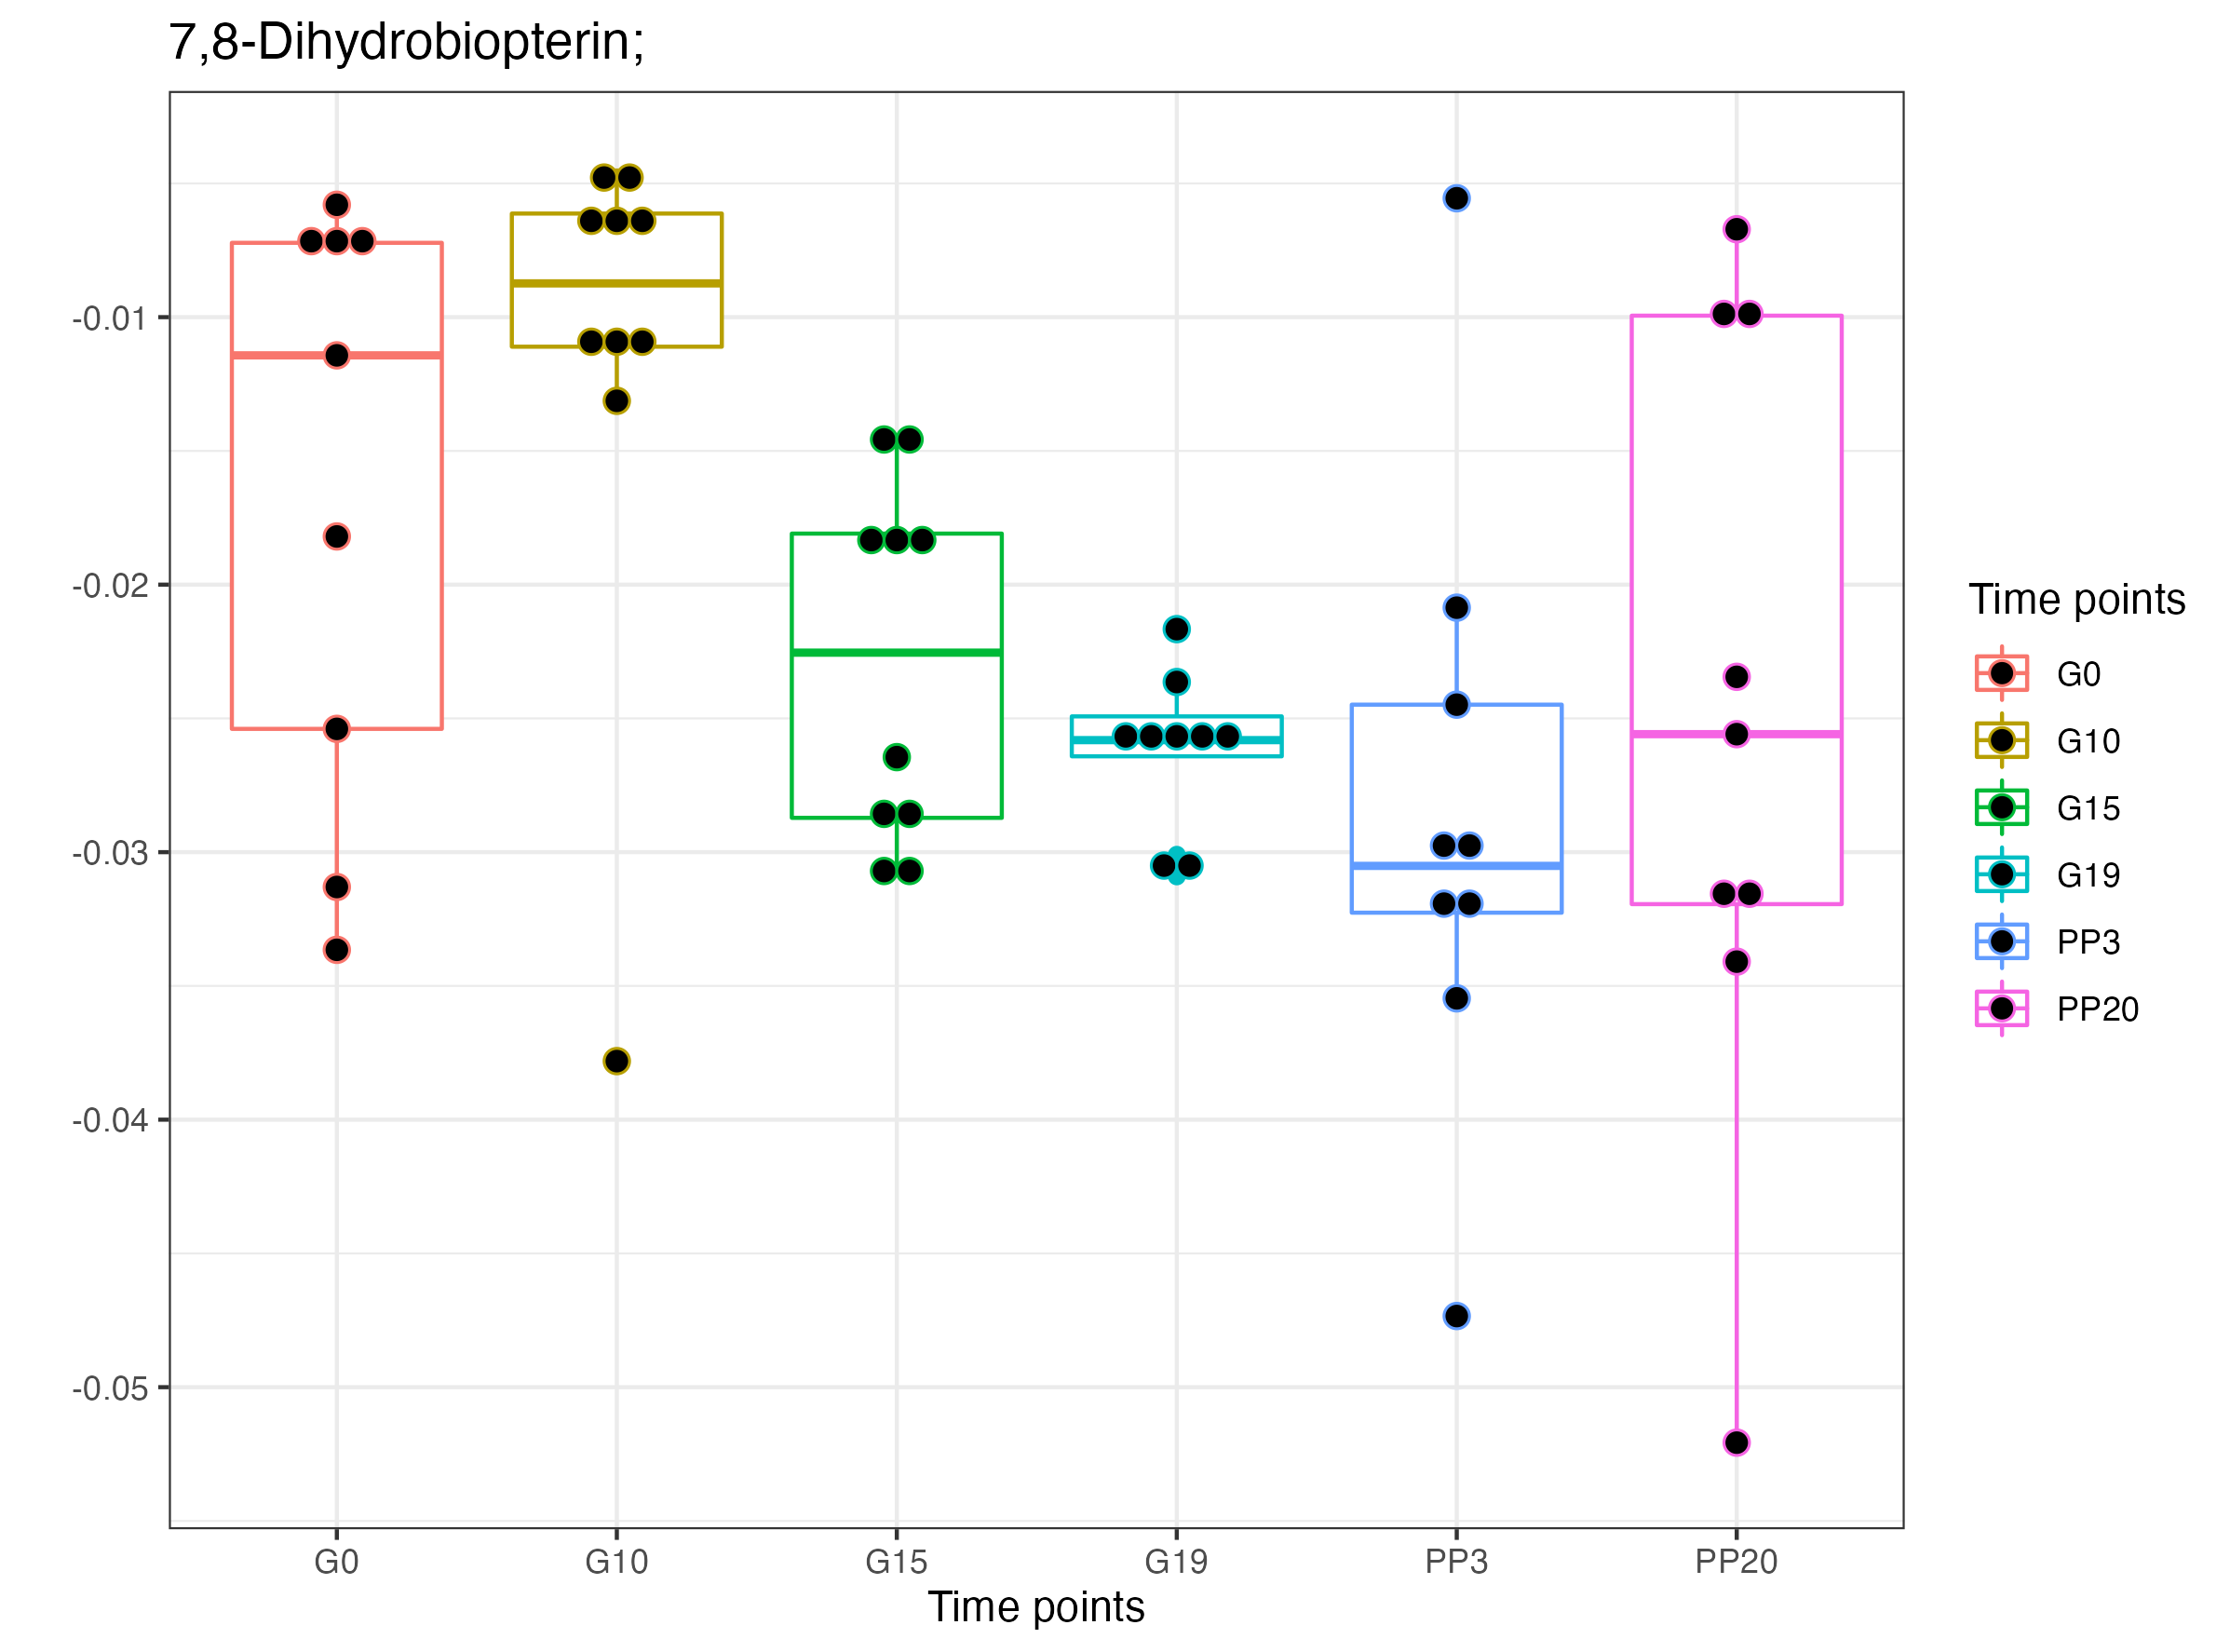 7,8-Dihydrobiopterin;
-0.01
-0.02
-0.03
-0.04
-0.05
G0 G10 G15 G19 PP3 PP20
Time points
Time points
G0
G10
G15
G19
PP3
PP20